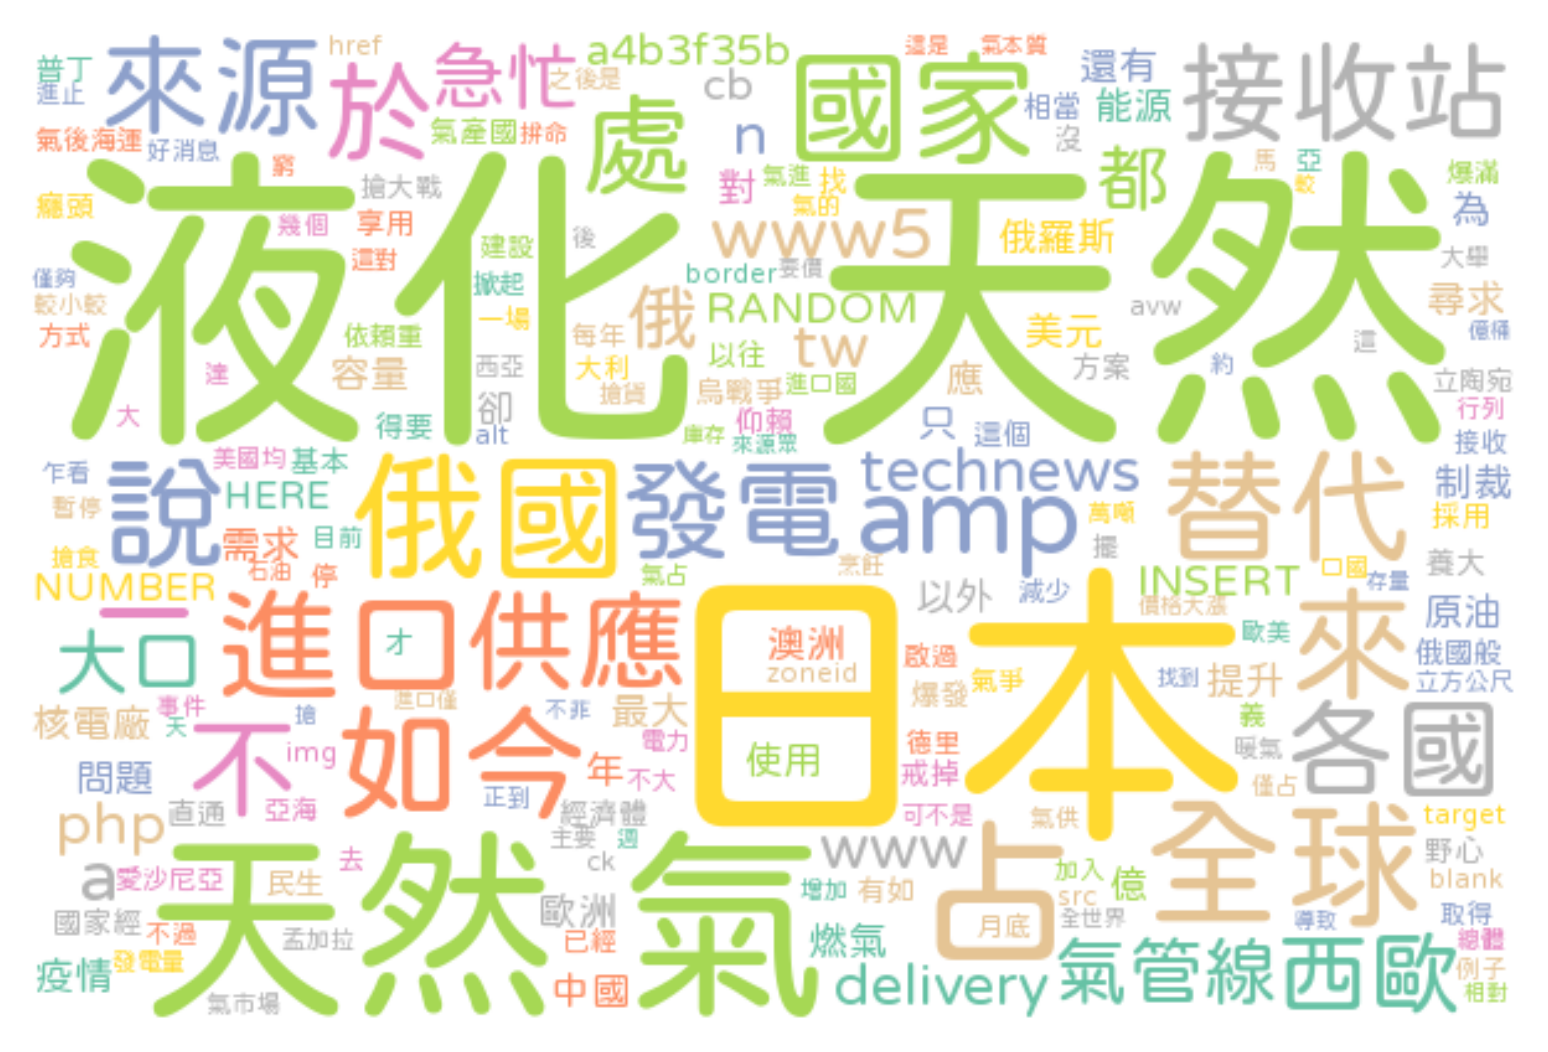 來源
href
於
急忙
之後是
a4b3f35b
cb
n
國家
這是
氣本質
還有
相當
能源
沒
接收站
普丁
進止
氣後海運
好消息
窮
氣產國
拚命
處
對
氣進
找
氣的
都
馬
亞
較
爆滿
為
癮頭
搶大戰
幾個
享用
這對
液化
天然
建設
後
掀起
一場
www5
border
要價
俄羅斯
大舉
尋求
億桶
僅夠
較小較
方式
達
大
依賴重
容量
得要
西亞
卻
alt
每年
大利
搶貨
俄
RANDOM
以往
tw
烏戰爭
進口國
仰賴
庫存
來源眾
應
只
這個
avw
美元
方案
約
這
立陶宛
行列
接收
乍看
暫停
搶食
說
美國均
基本
HERE
需求
目前
石油
停
俄國
發電
technews
amp
萬噸
擺
替代
制裁
採用
養大
NUMBER
氣占
烹飪
以外
減少
INSERT
口國
存量
價格大漲
一
大口
進口
才
供應
日本
澳洲
zoneid
使用
啟過
氣爭
爆發
歐美
找到
提升
來
原油
俄國般
立方公尺
核電廠
事件
天
不
搶
img
進口僅
如今
不非
最大
電力
年
不大
正到
德里
戒掉
可不是
義
暖氣
僅占
各國
問題
亞海
php
直通
經濟體
主要
週
ck
www
氣供
占
月底
全球
target
野心
blank
a
愛沙尼亞
去
民生
國家經
不過
孟加拉
天然氣
歐洲
已經
中國
增加
有如
加入
src
億
全世界
導致
取得
總體
疫情
發電量
氣市場
燃氣
delivery
氣管線
西歐
例子
相對